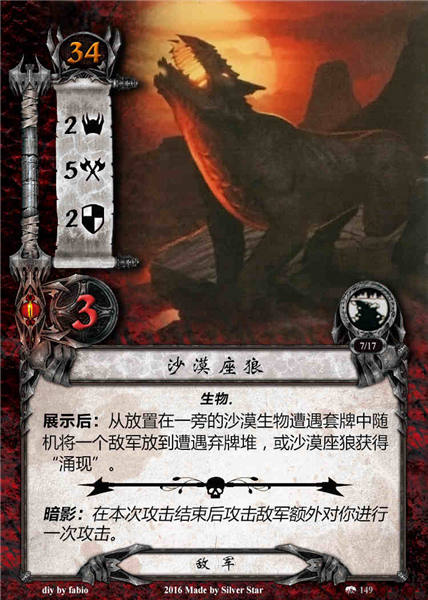 34
2
5
2
3
7/17
沙漠座狼
生物.
展示后：从放置在一旁的沙漠生物遭遇套牌中随
机将一个敌军放到遭遇弃牌堆，或沙漠座狼获得
“涌现”。
暗影：在本次攻击结束后攻击敌军额外对你进行
一次攻击。
敌军
diy by fabio 2016 Made by Silver Star 149